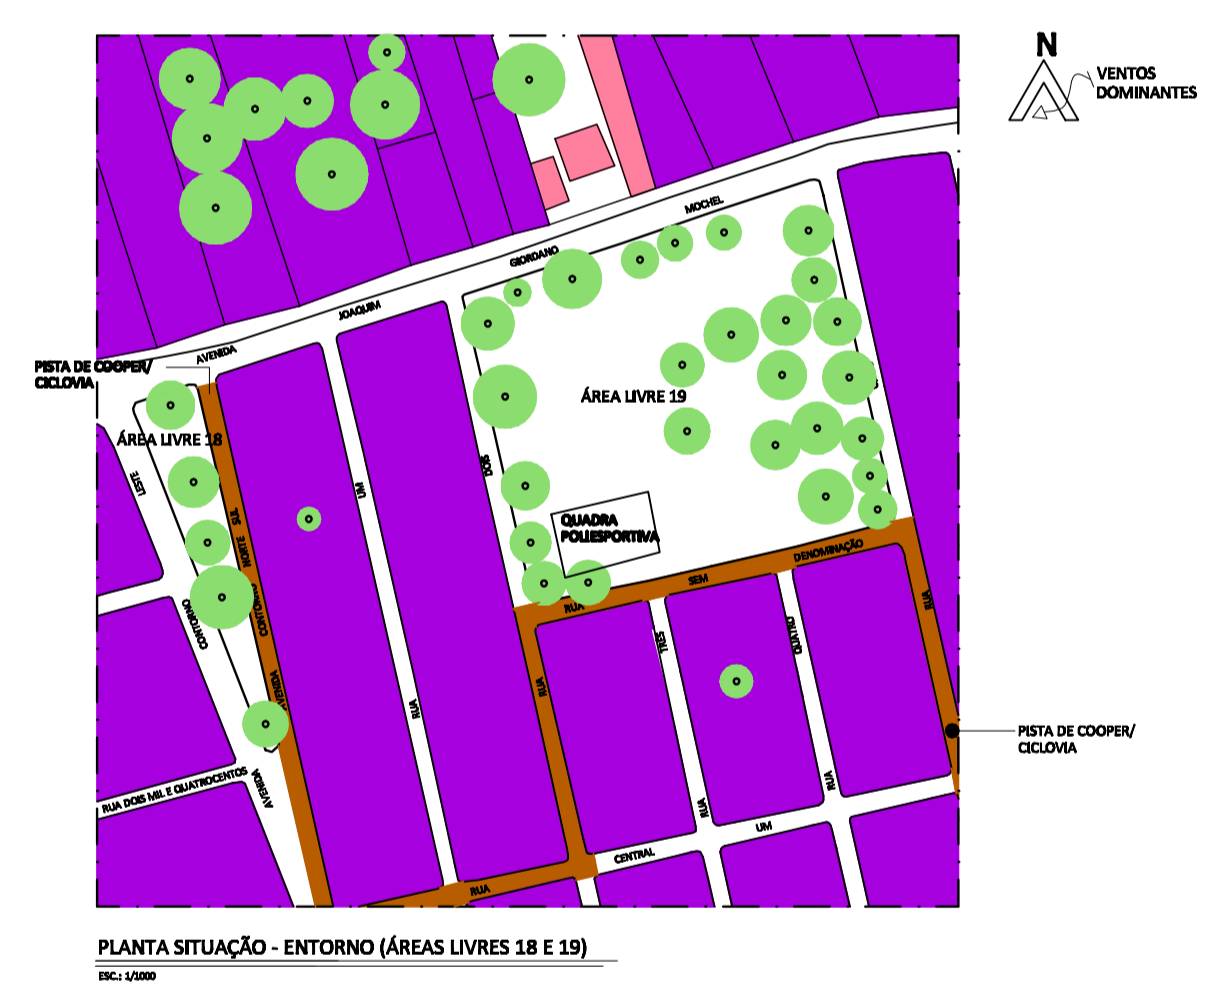 N
VENTOS
DOMINANTES
MOCHEL
GIORDANO
JOAQUIM
AVENIDA
PISTA DE COOPER/
CICLOVIA
ÁREA LIVRE 18
ÁREA LIVRE 19
LESTE
SUL
NORTE
CONTORNO
AVENIDA
CONTORNO
AVENIDA
UM
RUA
DOIS
RUA
QUADRA
POLIESPORTIVA
RUA
SEM
DENOMINAÇÃO
RUA
TRES
RUA
QUATRO
RUA
PISTA DE COOPER/
CICLOVIA
RUA DOIS MIL E QUATROCENTOS
RUA
CENTRAL
UM
PLANTA SITUAÇÃO - ENTORNO (ÁREAS LIVRES 18 E 19)
ESC.: 1/1000